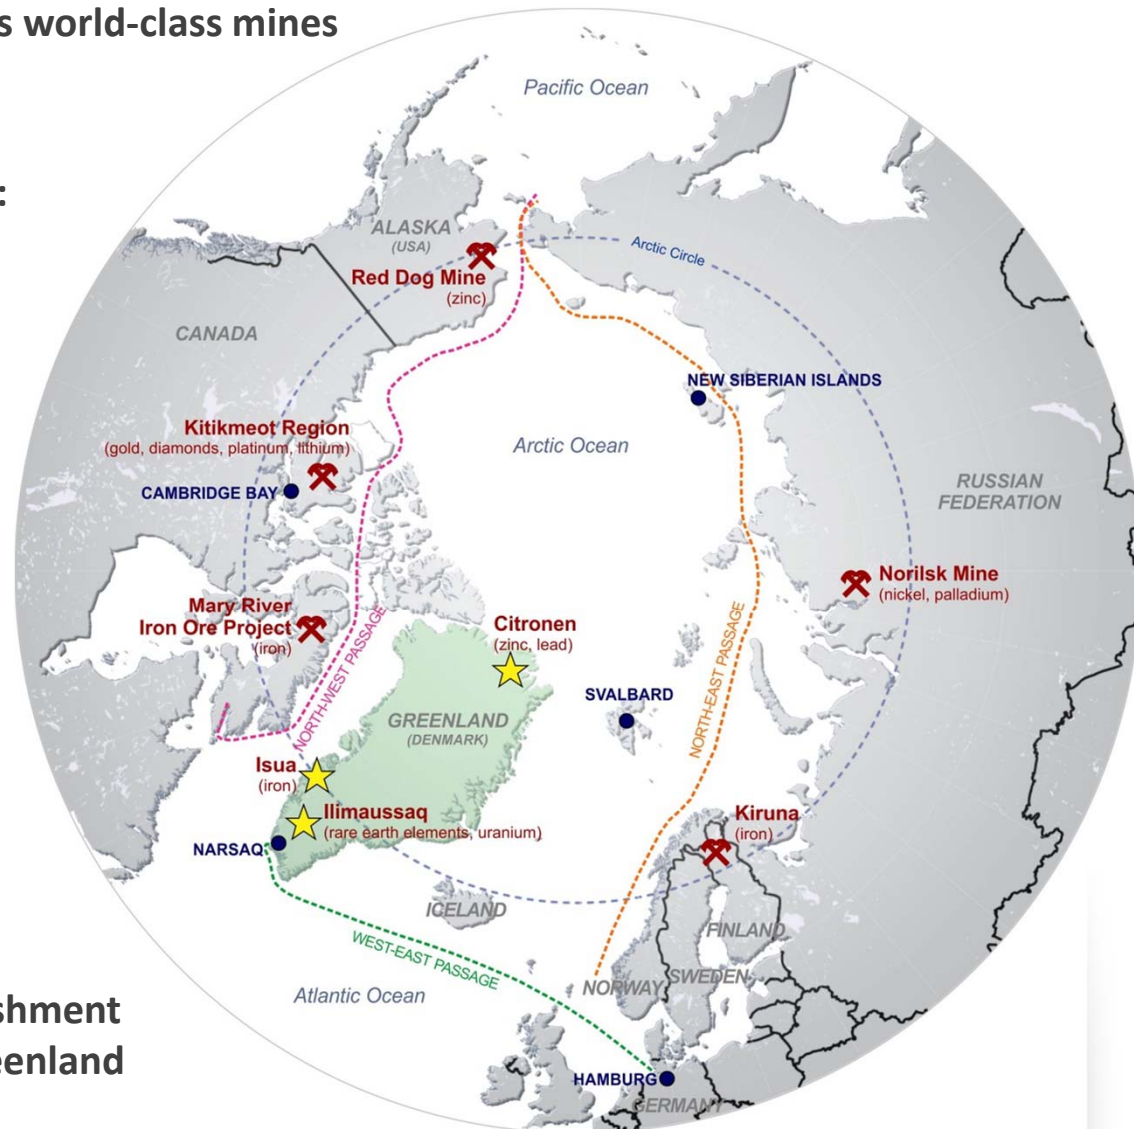 s world-class mines
:
Pacific Ocean
ALASKA
(USA)
Arctic Circle
Red Dog Mine
(zinc)
CANADA
NEW SIBERIAN ISLANDS
Kitikmeot Region
(gold, diamonds, platinum, lithium)
Arctic Ocean
CAMBRIDGE BAY
RUSSIAN
FEDERATION
Norilsk Mine
(nickel, palladium)
Mary River
Iron Ore Project
(iron)
NORTH-WEST PASSAGE
Citronen
(zinc, lead)
NORTH-EAST PASSAGE
SVALBARD
GREENLAND
(DENMARK)
Isua
(iron)
Ilimaussaq
(rare earth elements, uranium)
Kiruna
(iron)
NARSAQ
ICELAND
FINLAND
WEST-EAST PASSAGE
SWEDEN
NORWAY
Atlantic Ocean
shment
eenland
HAMBURG
GERMANY